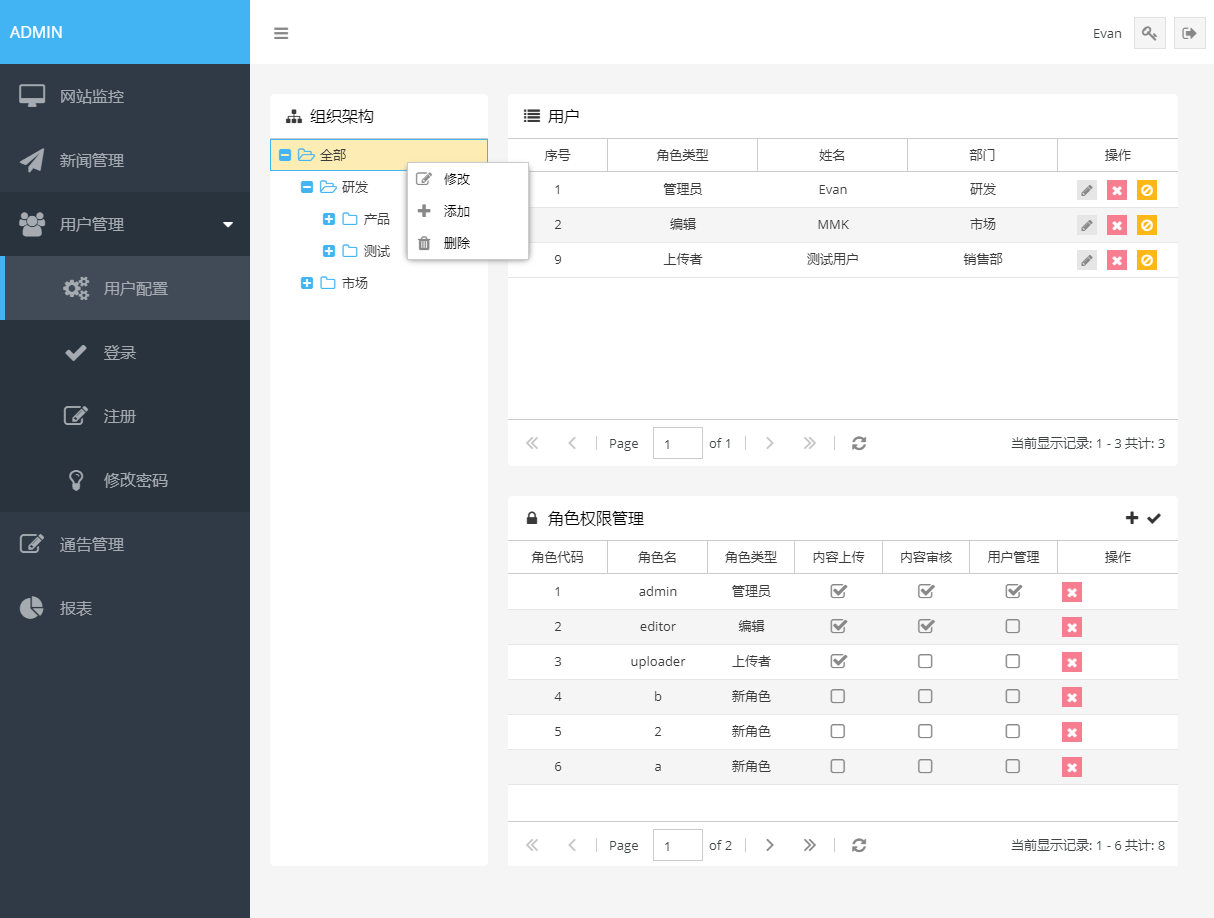 ADMIN
Evan
网站监控
新闻管理
用户管理
用户配置
登录
注册
修改密码
通告管理
报表
组织架构
全部
研发
产品
测试
市场
修改
添加
删除
用户
序号 角色类型 姓名 部门 操作
1 管理员 Evan 研发
2 编辑 MMK 市场
9 上传者 测试用户 销售部
Page 1 of 1 当前显示记录: 1 - 3 共计: 3
角色权限管理
角色代码 角色名 角色类型 内容上传 内容审核 用户管理 操作
1 admin 管理员
2 editor 编辑
3 uploader 上传者
4 b 新角色
5 2 新角色
6 a 新角色
Page 1 of 2 当前显示记录: 1 - 6 共计: 8